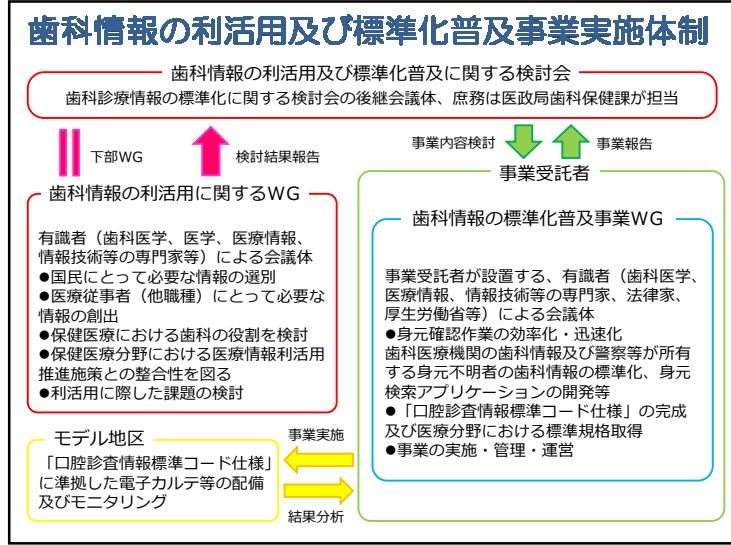 歯科情報の利活用及び標準化普及事業実施体制
歯科情報の利活用及び標準化普及に関する検討会
歯科診療情報の標準化に関する検討会の後継会議体、庶務は医政局歯科保健課が担当
下部WG
検討結果報告
事業内容検討
事業報告
歯科情報の利活用に関するWG
有識者（歯科医学、医学、医療情報、
情報技術等の専門家等）による会議体
●国民にとって必要な情報の選別
●医療従事者（他職種）にとって必要な
情報の創出
●保健医療における歯科の役割を検討
●保健医療分野における医療情報利活用
推進施策との整合性を図る
●利活用に際した課題の検討
事業受託者
歯科情報の標準化普及事業WG
事業受託者が設置する、有識者（歯科医学、
医療情報、情報技術等の専門家、法律家、
厚生労働省等）による会議体
●身元確認作業の効率化・迅速化
歯科医療機関の歯科情報及び警察等が所有
する身元不明者の歯科情報の標準化、身元
検索アプリケーションの開発等
●「口腔診査情報標準コード仕様」の完成
及び医療分野における標準規格取得
●事業の実施・管理・運営
モデル地区
「口腔診査情報標準コード仕様」
に準拠した電子カルテ等の配備
及びモニタリング
事業実施
結果分析